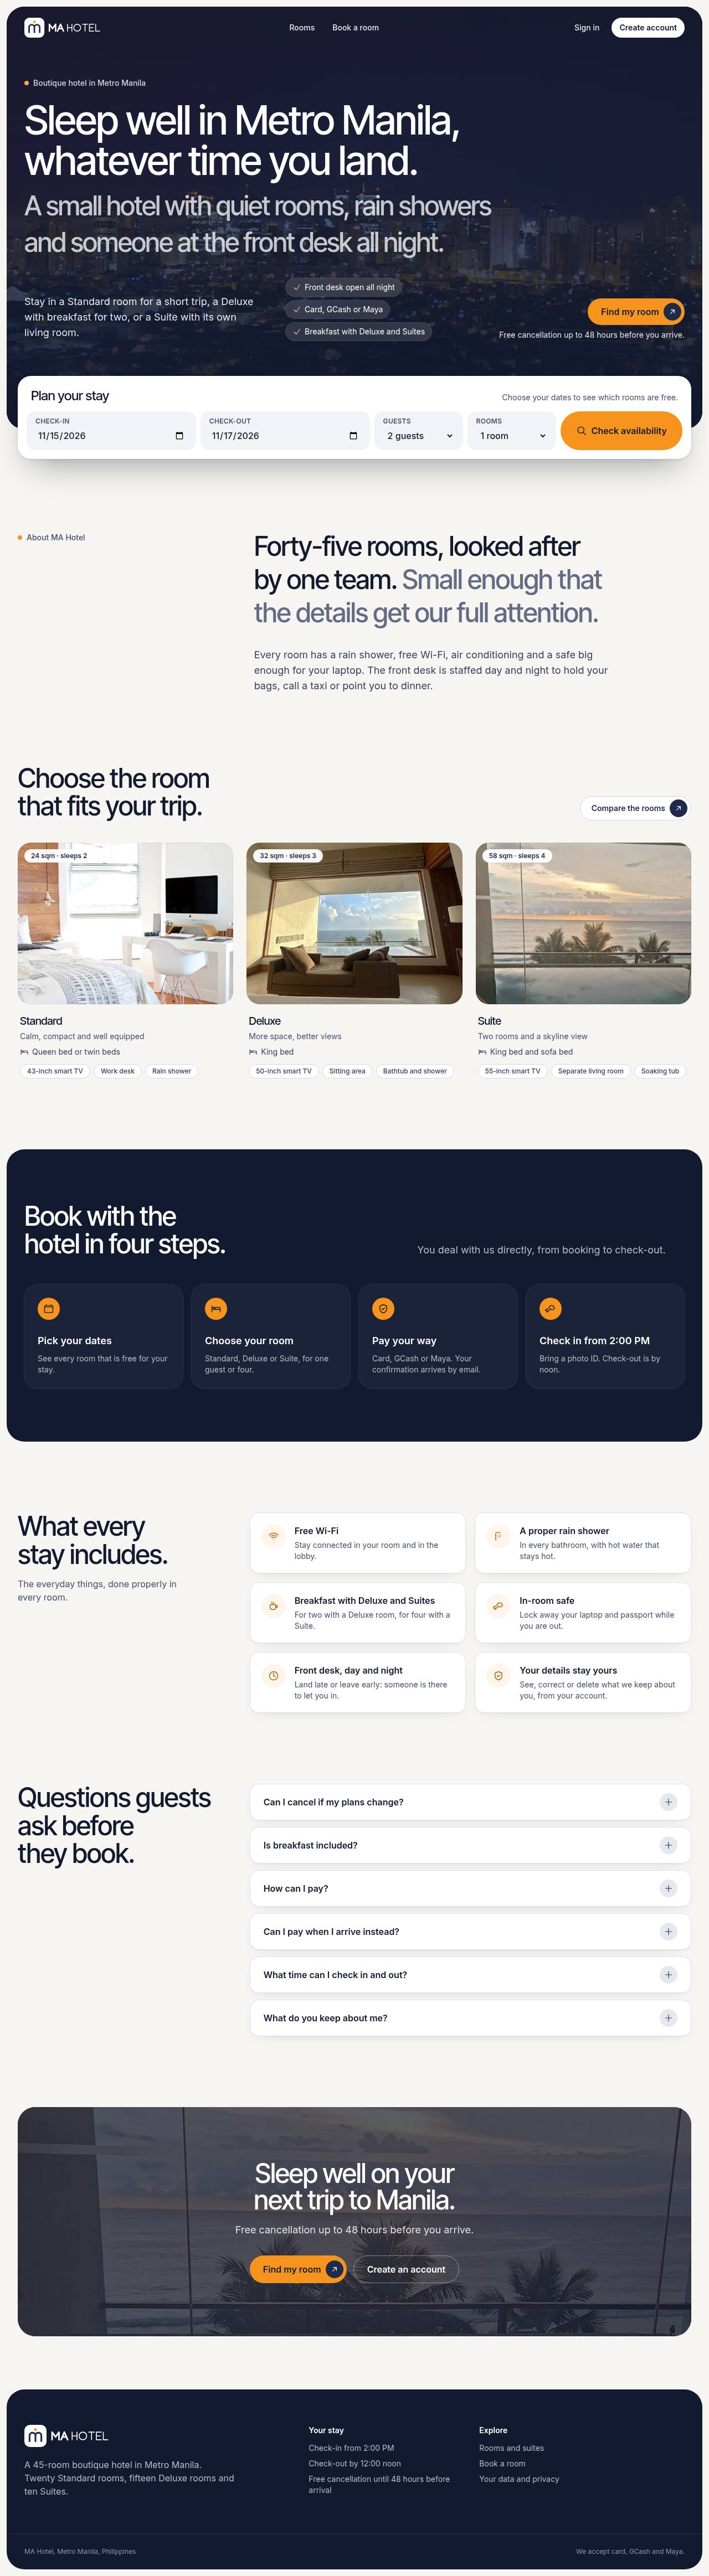 MA HOTEL
Rooms
Book a room
Sign in
Create account
Boutique hotel in Metro Manila
Sleep well in Metro Manila,
whatever time you land.
A small hotel with quiet rooms, rain showers
and someone at the front desk all night.
Stay in a Standard room for a short trip, a Deluxe
with breakfast for two, or a Suite with its own
living room.
Front desk open all night
Card, GCash or Maya
Breakfast with Deluxe and Suites
Find my room
Free cancellation up to 48 hours before you arrive.
Plan your stay
Choose your dates to see which rooms are free.
CHECK-IN
11/15/2026
CHECK-OUT
11/17/2026
GUESTS
2 guests
ROOMS
1 room
Check availability
About MA Hotel
Forty-five rooms, looked after
by one team. Small enough that
the details get our full attention.
Every room has a rain shower, free Wi-Fi, air conditioning and a safe big
enough for your laptop. The front desk is staffed day and night to hold your
bags, call a taxi or point you to dinner.
Choose the room
that fits your trip.
Compare the rooms
24 sqm · sleeps 2
32 sqm · sleeps 3
58 sqm · sleeps 4
Standard
Calm, compact and well equipped
Queen bed or twin beds
43-inch smart TV
Work desk
Rain shower
Deluxe
More space, better views
King bed
50-inch smart TV
Sitting area
Bathtub and shower
Suite
Two rooms and a skyline view
King bed and sofa bed
55-inch smart TV
Separate living room
Soaking tub
Book with the
hotel in four steps.
You deal with us directly, from booking to check-out.
Pick your dates
See every room that is free for your
stay.
Choose your room
Standard, Deluxe or Suite, for one
guest or four.
Pay your way
Card, GCash or Maya. Your
confirmation arrives by email.
Check in from 2:00 PM
Bring a photo ID. Check-out is by
noon.
What every
stay includes.
The everyday things, done properly in
every room.
Free Wi-Fi
Stay connected in your room and in the
lobby.
A proper rain shower
In every bathroom, with hot water that
stays hot.
Breakfast with Deluxe and Suites
For two with a Deluxe room, for four with a
Suite.
In-room safe
Lock away your laptop and passport while
you are out.
Front desk, day and night
Land late or leave early: someone is there
to let you in.
Your details stay yours
See, correct or delete what we keep about
you, from your account.
Questions guests
ask before
they book.
Can I cancel if my plans change?
Is breakfast included?
How can I pay?
Can I pay when I arrive instead?
What time can I check in and out?
What do you keep about me?
Sleep well on your
next trip to Manila.
Free cancellation up to 48 hours before you arrive.
Find my room
Create an account
MA HOTEL
A 45-room boutique hotel in Metro Manila.
Twenty Standard rooms, fifteen Deluxe rooms and
ten Suites.
Your stay
Check-in from 2:00 PM
Check-out by 12:00 noon
Free cancellation until 48 hours before
arrival
Explore
Rooms and suites
Book a room
Your data and privacy
MA Hotel, Metro Manila, Philippines
We accept card, GCash and Maya.